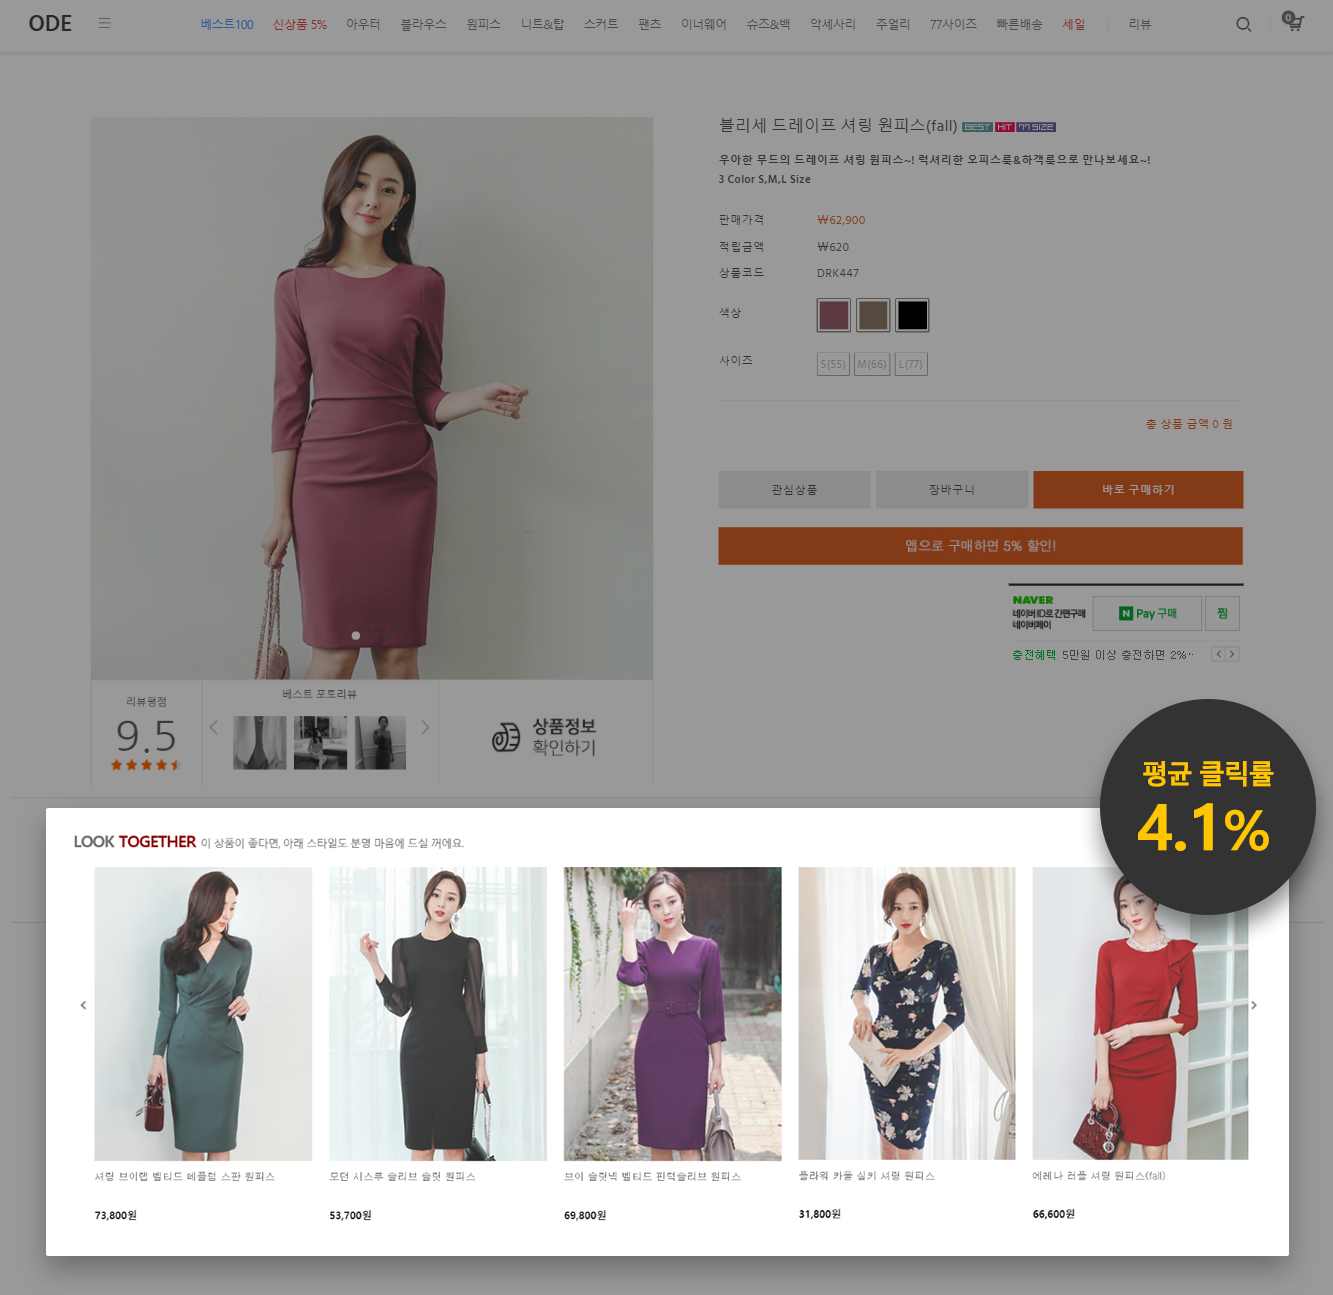 ODE
베스트100 신상품 5% 아우터 블라우스 원피스 니트&탑 스커트 팬츠 이너웨어 슈즈&백 악세사리 주얼리 77사이즈 빠른배송 세일 리뷰
0
블리세 드레이프 셔링 원피스(fall) BEST HIT 77 SIZE
우아한 무드의 드레이프 셔링 원피스~! 럭셔리한 오피스룩&하객룩으로 만나보세요~!
3 Color S,M,L Size
판매가격 ₩62,900
적립금액 ₩620
상품코드 DRK447
색상
사이즈 S(55) M(66) L(77)
총 상품 금액 0 원
관심상품 장바구니 바로 구매하기
앱으로 구매하면 5% 할인!
NAVER
네이버 ID로 간편구매
네이버페이
N Pay 구매 찜
충전혜택 5만원 이상 충전하면 2%··
리뷰평점
9.5
베스트 포토리뷰
상품정보
확인하기
평균 클릭률
4.1%
LOOK TOGETHER 이 상품이 좋다면, 아래 스타일도 분명 마음에 드실 꺼에요.
셔링 브이랩 벨티드 페플럼 스판 원피스
73,800원
모던 시스루 슬리브 슬릿 원피스
53,700원
브이 슬릿넥 벨티드 핀턱슬리브 원피스
69,800원
플라워 카울 실키 셔링 원피스
31,800원
에레나 러플 셔링 원피스(fall)
66,600원